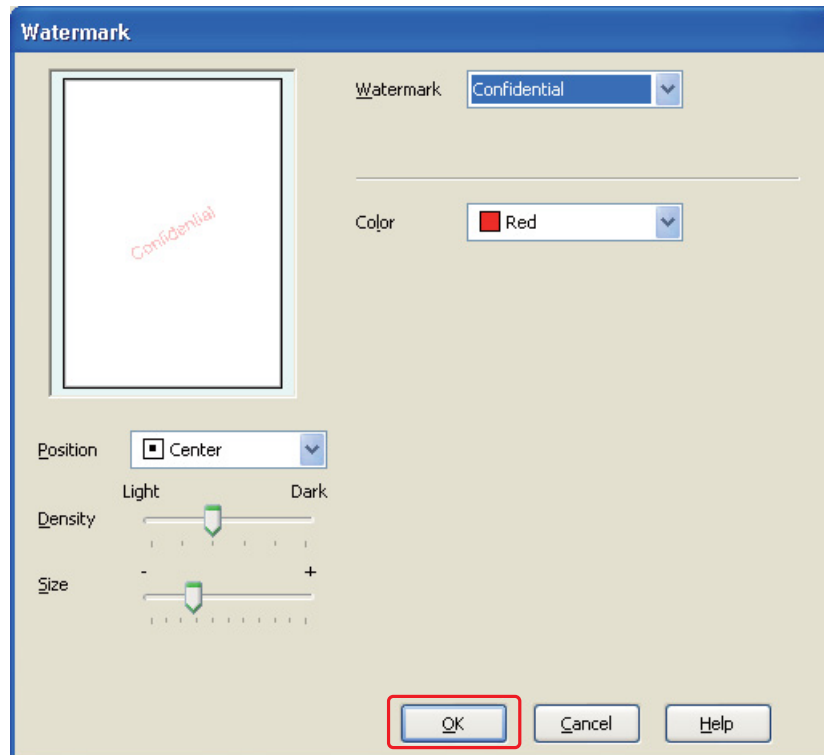 Watermark
Watermark Confidential
Confidential
Color Red
Position Center
Light Dark
Density
- +
Size
OK Cancel Help